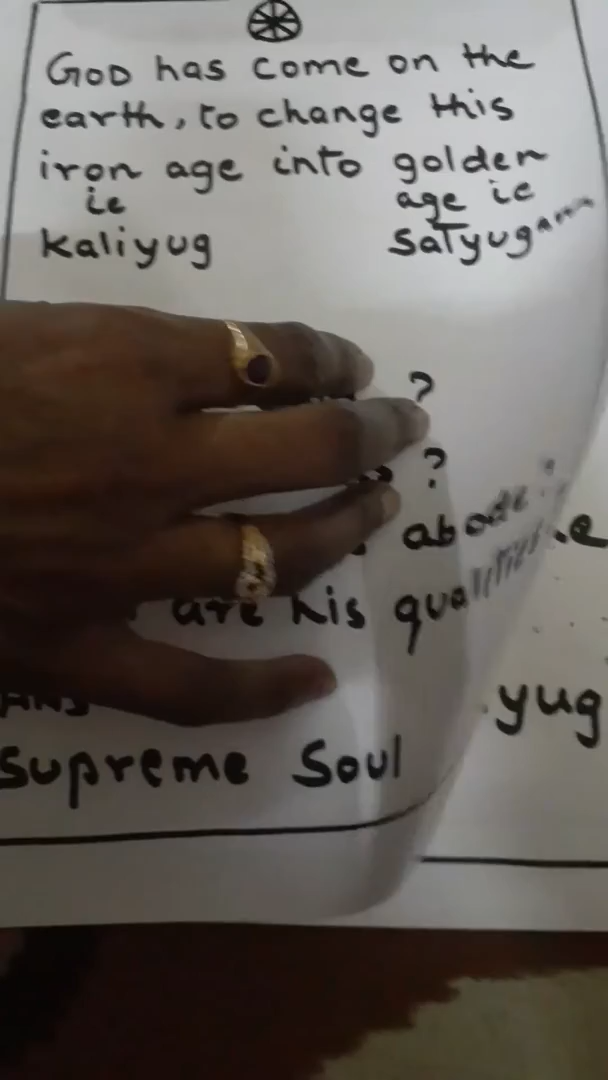 GOD has come on the
earth, to change this
iron age into golden
ie age ie
kaliyug satyug
?
?
abode?
are his qualities
ANS
yug
Supreme Soul